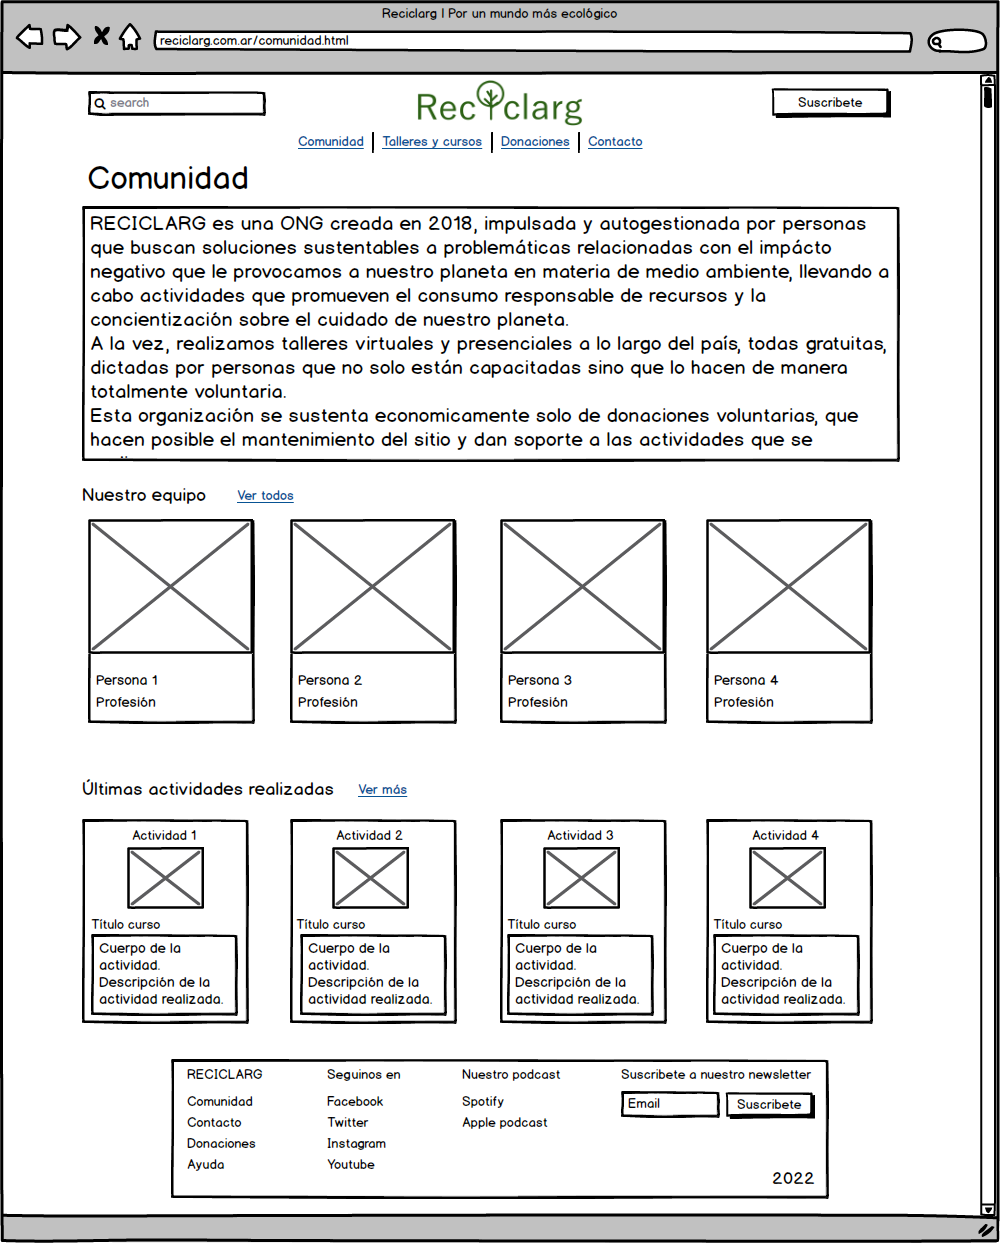 Reciclarg | Por un mundo más ecológico
reciclarg.com.ar/comunidad.html
search
Reciclarg
Suscribete
Comunidad | Talleres y cursos | Donaciones | Contacto
Comunidad
RECICLARG es una ONG creada en 2018, impulsada y autogestionada por personas
que buscan soluciones sustentables a problemáticas relacionadas con el impácto
negativo que le provocamos a nuestro planeta en materia de medio ambiente, llevando a
cabo actividades que promueven el consumo responsable de recursos y la
concientización sobre el cuidado de nuestro planeta.
A la vez, realizamos talleres virtuales y presenciales a lo largo del país, todas gratuitas,
dictadas por personas que no solo están capacitadas sino que lo hacen de manera
totalmente voluntaria.
Esta organización se sustenta economicamente solo de donaciones voluntarias, que
hacen posible el mantenimiento del sitio y dan soporte a las actividades que se
Nuestro equipo Ver todos
Persona 1
Profesión
Persona 2
Profesión
Persona 3
Profesión
Persona 4
Profesión
Últimas actividades realizadas Ver más
Actividad 1
Título curso
Cuerpo de la
actividad.
Descripción de la
actividad realizada.
Actividad 2
Título curso
Cuerpo de la
actividad.
Descripción de la
actividad realizada.
Actividad 3
Título curso
Cuerpo de la
actividad.
Descripción de la
actividad realizada.
Actividad 4
Título curso
Cuerpo de la
actividad.
Descripción de la
actividad realizada.
RECICLARG
Comunidad
Contacto
Donaciones
Ayuda
Seguinos en
Facebook
Twitter
Instagram
Youtube
Nuestro podcast
Spotify
Apple podcast
Suscribete a nuestro newsletter
Email
Suscribete
2022